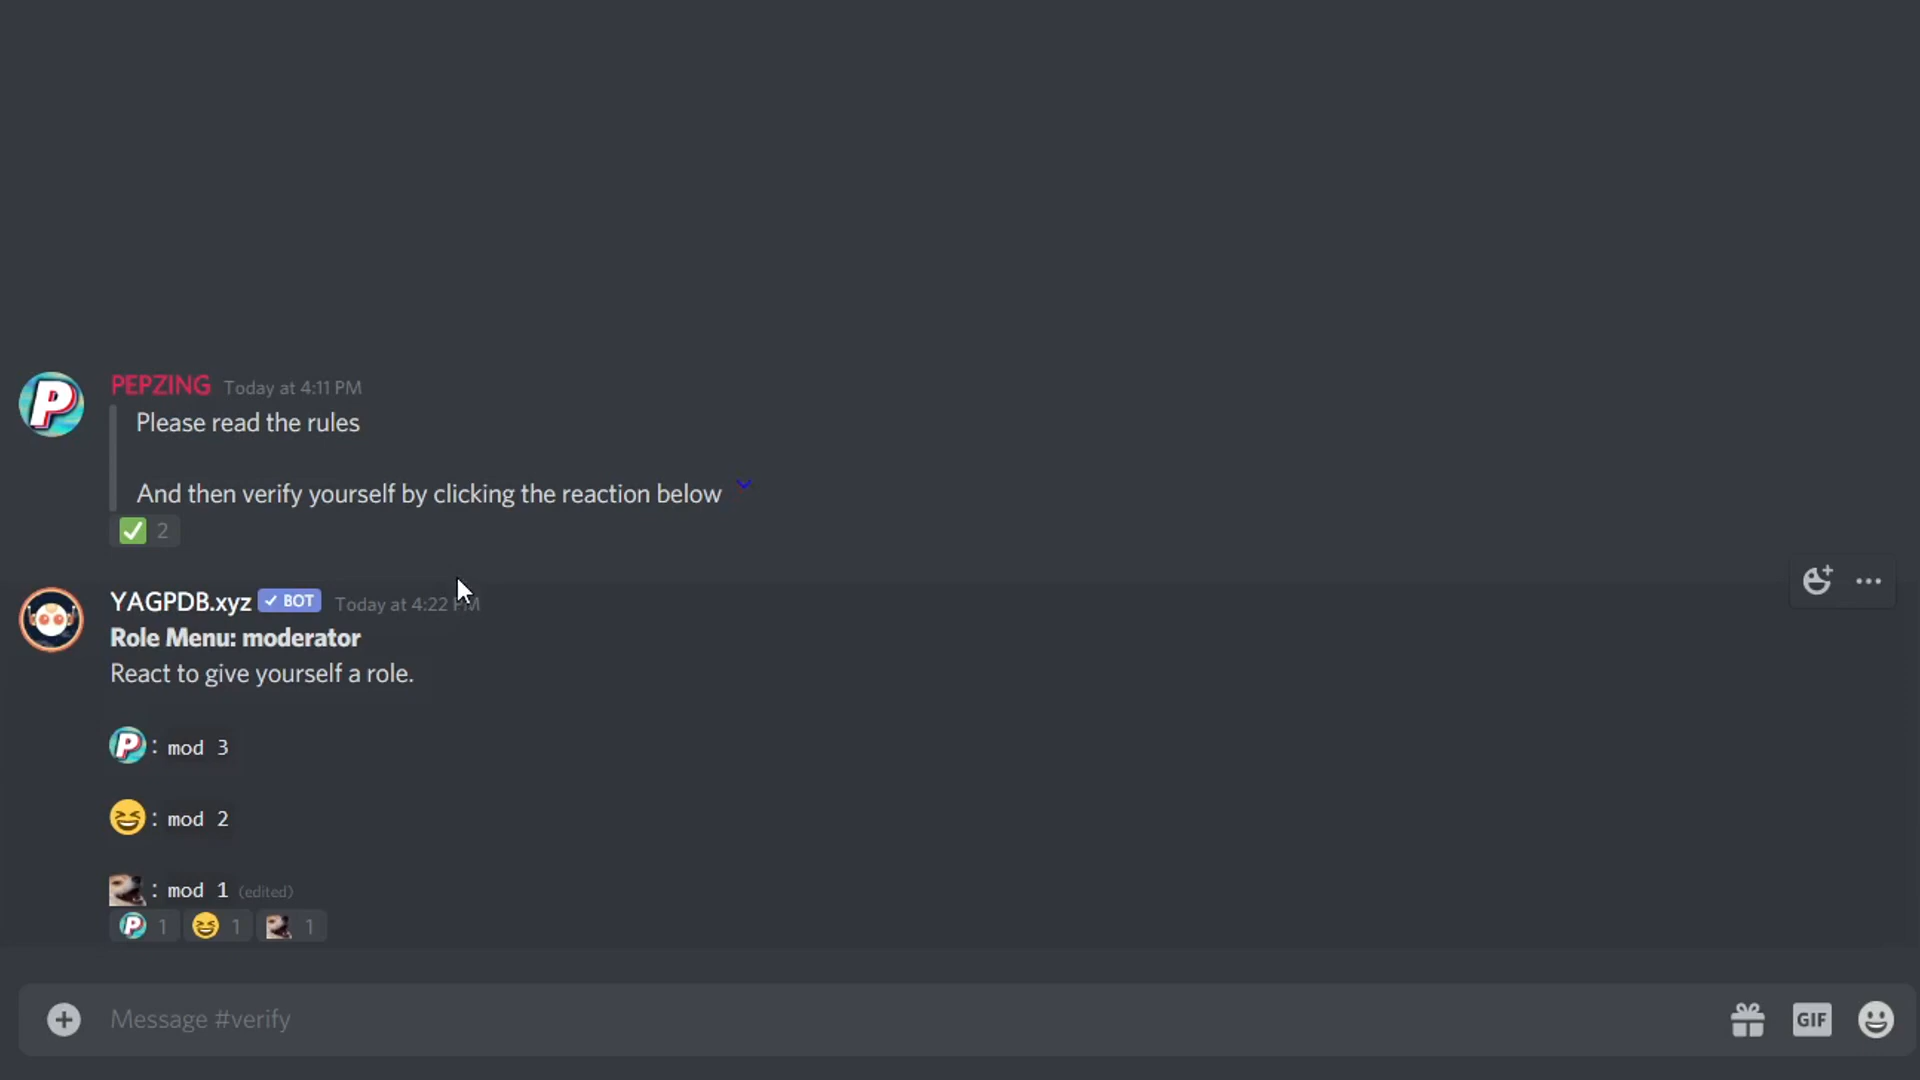 PEPZING Today at 4:11 PM
Please read the rules
And then verify yourself by clicking the reaction below
2
YAGPDB.xyz ✓ BOT Today at 4:22 PM
Role Menu: moderator
React to give yourself a role.
: mod 3
: mod 2
: mod 1 (edited)
1 1 1
Message #verify GIF